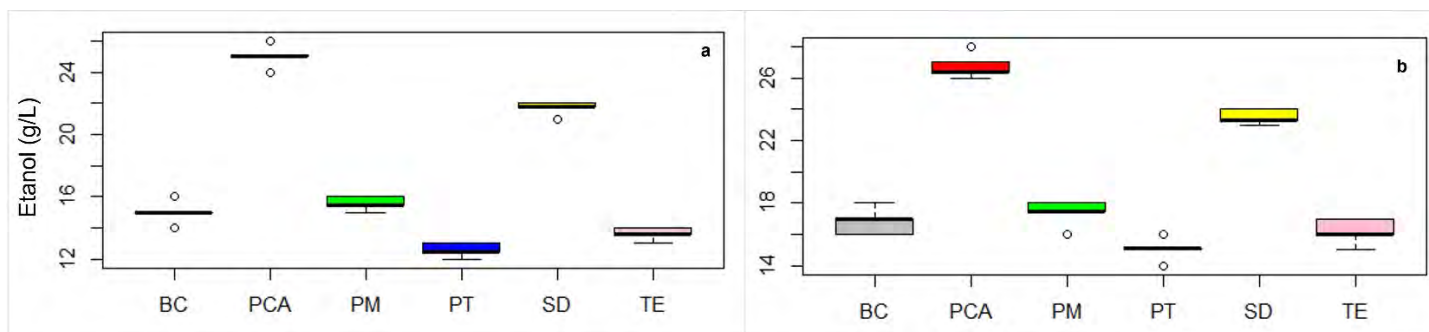 a
24
20
16
12
Etanol (g/L)
BC PCA PM PT SD TE
b
26
22
18
14
BC PCA PM PT SD TE